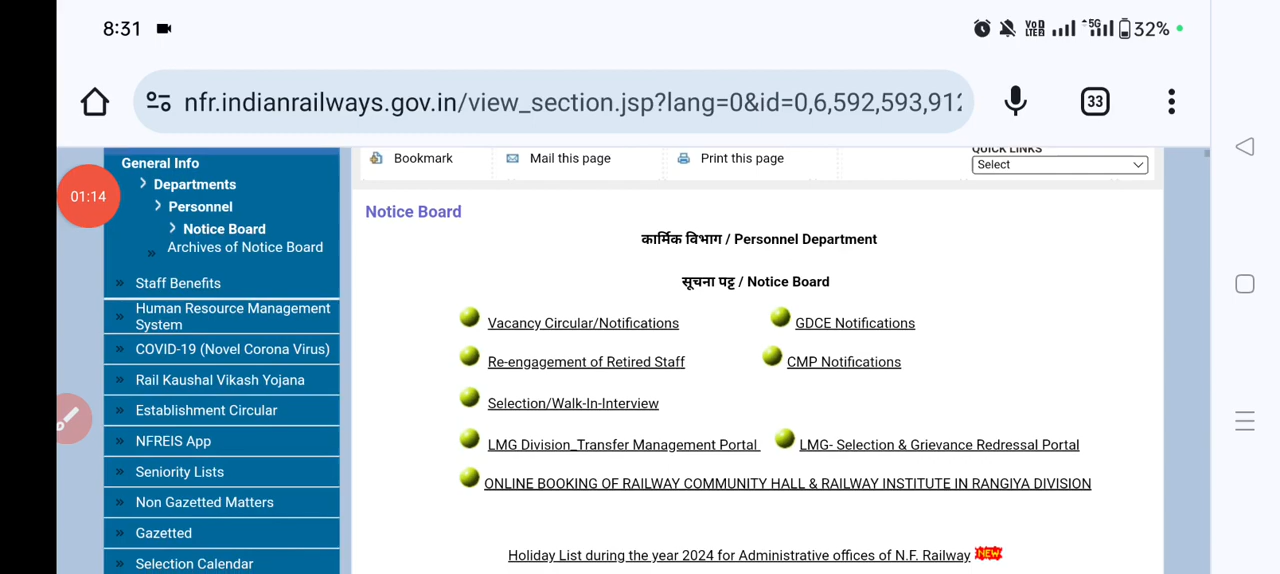 8:31
VoD LTE 5G 32%
nfr.indianrailways.gov.in/view_section.jsp?lang=0&id=0,6,592,593,912
33
General Info
Bookmark Mail this page Print this page
QUICK LINKS
Select
01:14
> Departments
> Personnel
> Notice Board
» Archives of Notice Board
» Staff Benefits
» Human Resource Management System
» COVID-19 (Novel Corona Virus)
» Rail Kaushal Vikash Yojana
» Establishment Circular
» NFREIS App
» Seniority Lists
» Non Gazetted Matters
» Gazetted
» Selection Calendar
Notice Board
कार्मिक विभाग / Personnel Department
सूचना पट्ट / Notice Board
Vacancy Circular/Notifications GDCE Notifications
Re-engagement of Retired Staff CMP Notifications
Selection/Walk-In-Interview
LMG Division_Transfer Management Portal LMG- Selection & Grievance Redressal Portal
ONLINE BOOKING OF RAILWAY COMMUNITY HALL & RAILWAY INSTITUTE IN RANGIYA DIVISION
Holiday List during the year 2024 for Administrative offices of N.F. Railway NEW